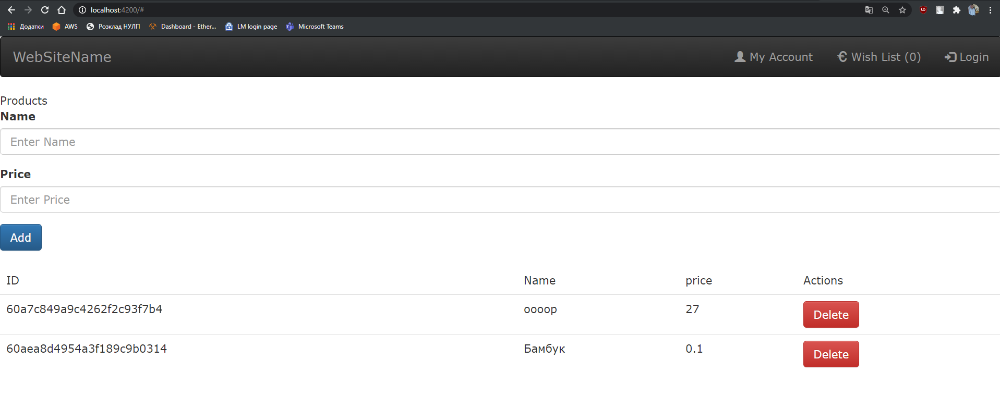 localhost:4200/#
Додатки AWS Розклад НУЛП Dashboard - Ether... LM login page Microsoft Teams
WebSiteName My Account € Wish List (0) Login
Products
Name
Enter Name
Price
Enter Price
Add
ID Name price Actions
60a7c849a9c4262f2c93f7b4 oooop 27 Delete
60aea8d4954a3f189c9b0314 Бамбук 0.1 Delete